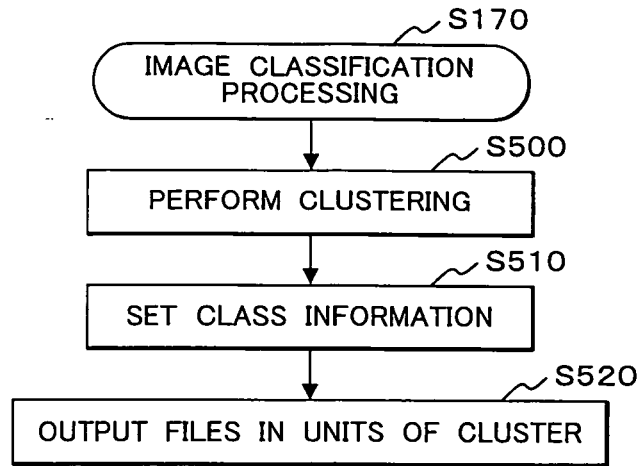 S170
IMAGE CLASSIFICATION
PROCESSING
S500
PERFORM CLUSTERING
S510
SET CLASS INFORMATION
S520
OUTPUT FILES IN UNITS OF CLUSTER